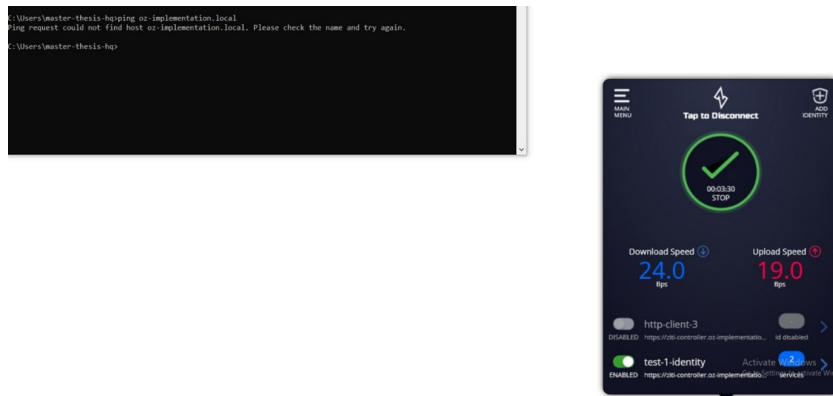 C:\Users\master-thesis-hq>ping oz-implementation.local
Ping request could not find host oz-implementation.local. Please check the name and try again.
C:\Users\master-thesis-hq>
MAIN
MENU
Tap to Disconnect
ADD
IDENTITY
00:03:30
STOP
Download Speed
Upload Speed
24.0
19.0
Bps
Bps
http-client-3
DISABLED
https://ziti-controller.oz-implementatio...
id disabled
test-1-identity
2
Activate Windows
ENABLED
https://ziti-controller.oz-implementatio...
services